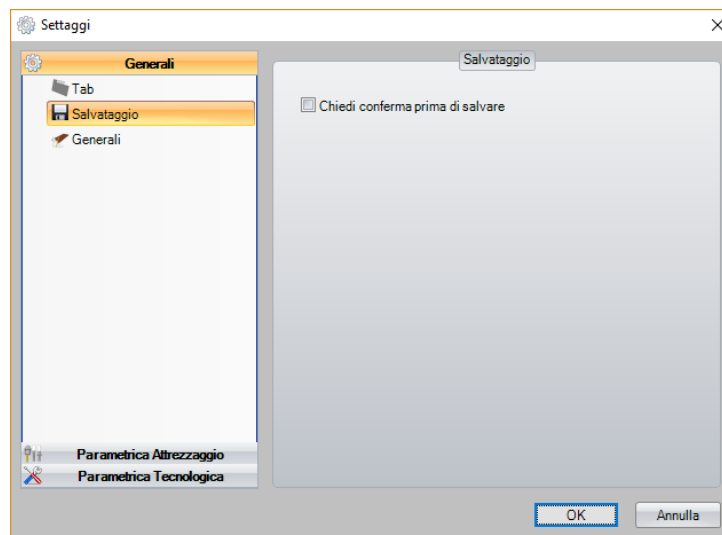 Settaggi
Generali
Tab
Salvataggio
Generali
Parametrica Attrezzaggio
Parametrica Tecnologica
Salvataggio
Chiedi conferma prima di salvare
OK
Annulla